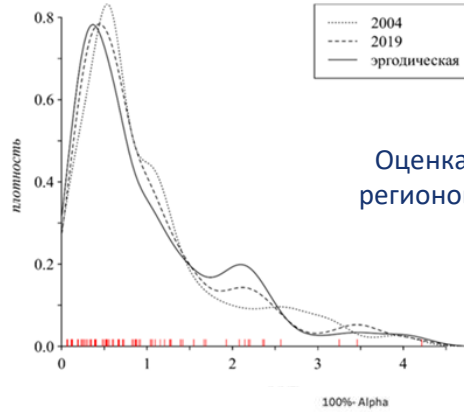 2004
2019
эргодическая
Оценка
регионо
плотность
0.8
0.6
0.4
0.2
0.0
0
1
2
3
4
100%- Alpha